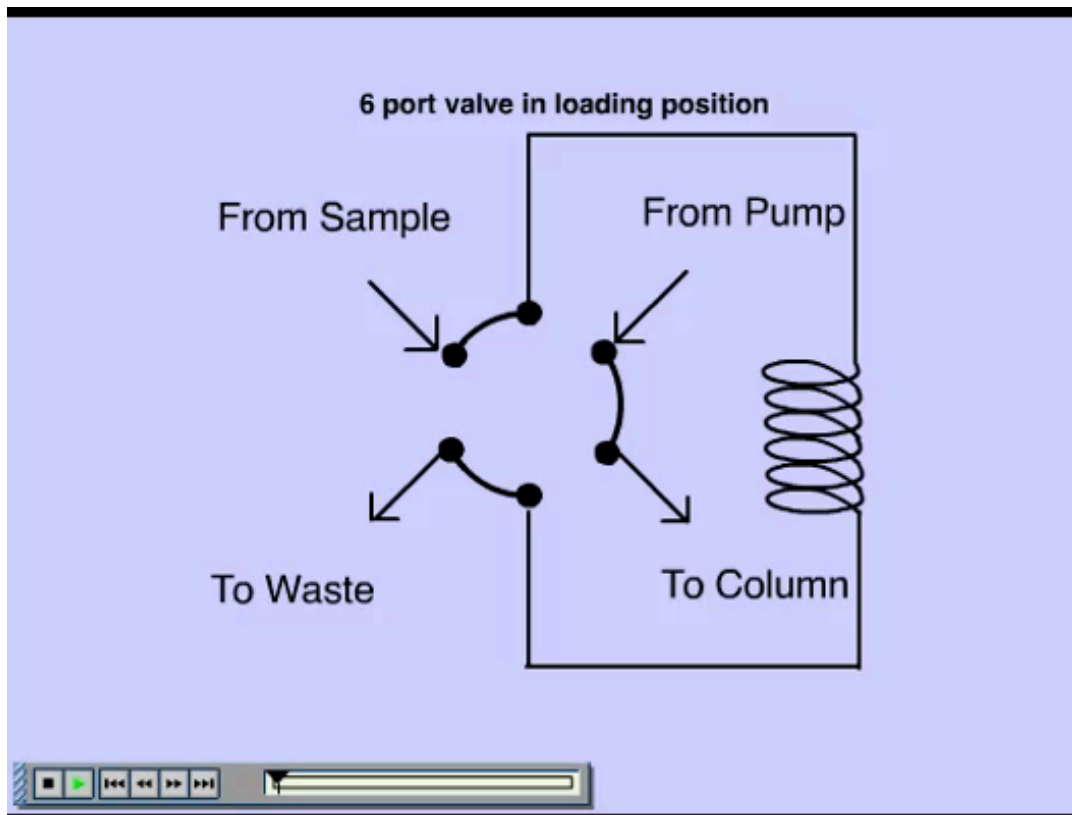 6 port valve in loading position
From Sample
From Pump
To Waste
To Column